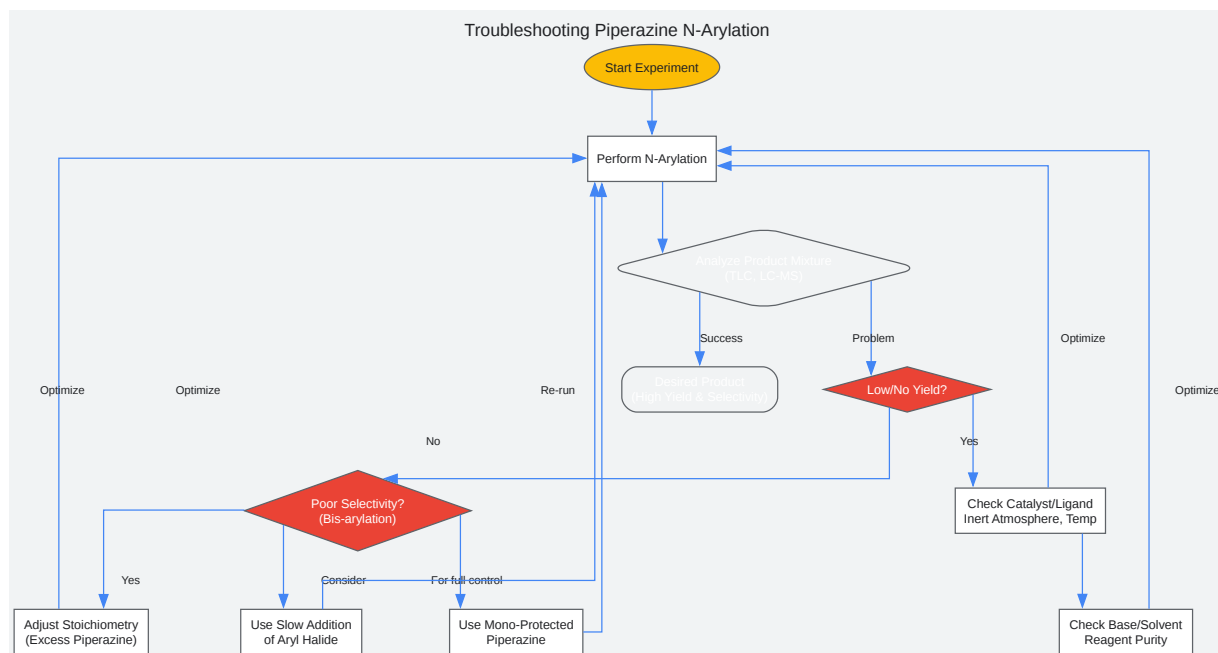 Troubleshooting Piperazine N-Arylation
Start Experiment
Perform N-Arylation
Analyze Product Mixture
(TLC, LC-MS)
Success
Problem
Optimize
Optimize
Optimize
Re-run
Desired Product
(High Yield & Selectivity)
Low/No Yield?
Optimize
No
Yes
Poor Selectivity?
(Bis-arylation)
Check Catalyst/Ligand
Inert Atmosphere, Temp
Yes
Consider
For full control
Adjust Stoichiometry
(Excess Piperazine)
Use Slow Addition
of Aryl Halide
Use Mono-Protected
Piperazine
Check Base/Solvent
Reagent Purity